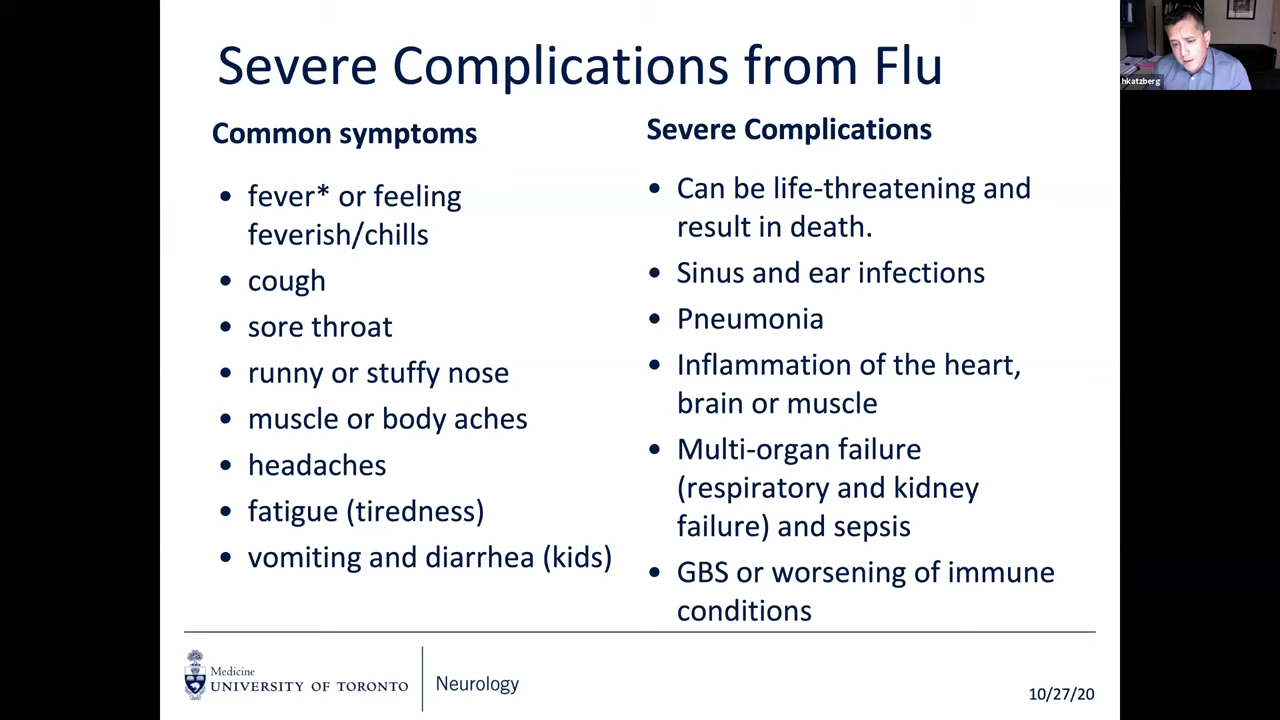 Severe Complications from Flu
Common symptoms
• fever* or feeling
feverish/chills
• cough
• sore throat
• runny or stuffy nose
• muscle or body aches
• headaches
• fatigue (tiredness)
• vomiting and diarrhea (kids)
Severe Complications
• Can be life-threatening and
result in death.
• Sinus and ear infections
• Pneumonia
• Inflammation of the heart,
brain or muscle
• Multi-organ failure
(respiratory and kidney
failure) and sepsis
• GBS or worsening of immune
conditions
Medicine
UNIVERSITY OF TORONTO
Neurology
10/27/20
hkatzberg